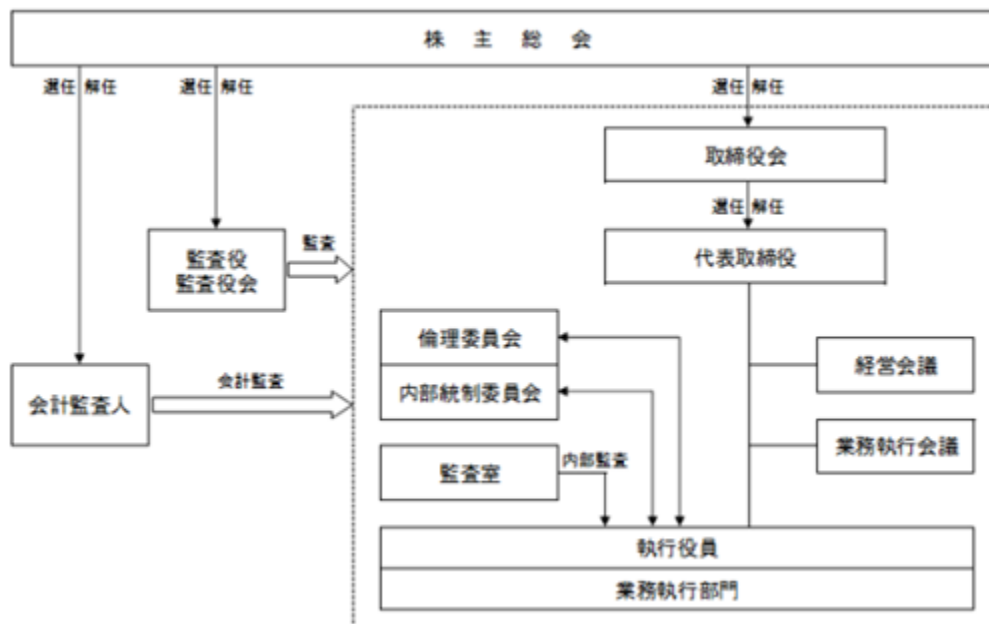 株主総会
選任 解任
選任 解任
選任 解任
取締役会
選任 解任
代表取締役
監査役
監査役会
監査
倫理委員会
内部統制委員会
経営会議
会計監査人
会計監査
業務執行会議
監査室
内部監査
執行役員
業務執行部門